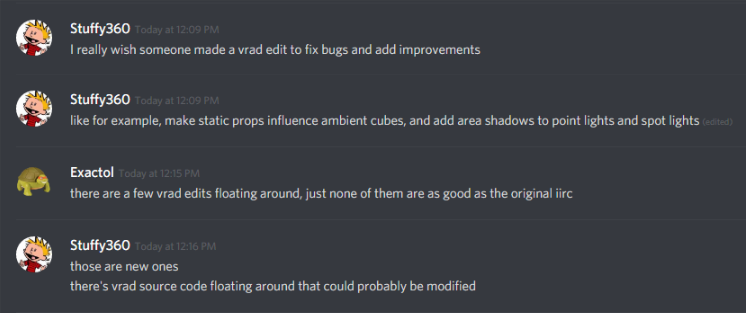 Stuffy360 Today at 12:09 PM
I really wish someone made a vrad edit to fix bugs and add improvements
Stuffy360 Today at 12:09 PM
like for example, make static props influence ambient cubes, and add area shadows to point lights and spot lights (edited)
Exactol Today at 12:15 PM
there are a few vrad edits floating around, just none of them are as good as the original iirc
Stuffy360 Today at 12:16 PM
those are new ones
there's vrad source code floating around that could probably be modified